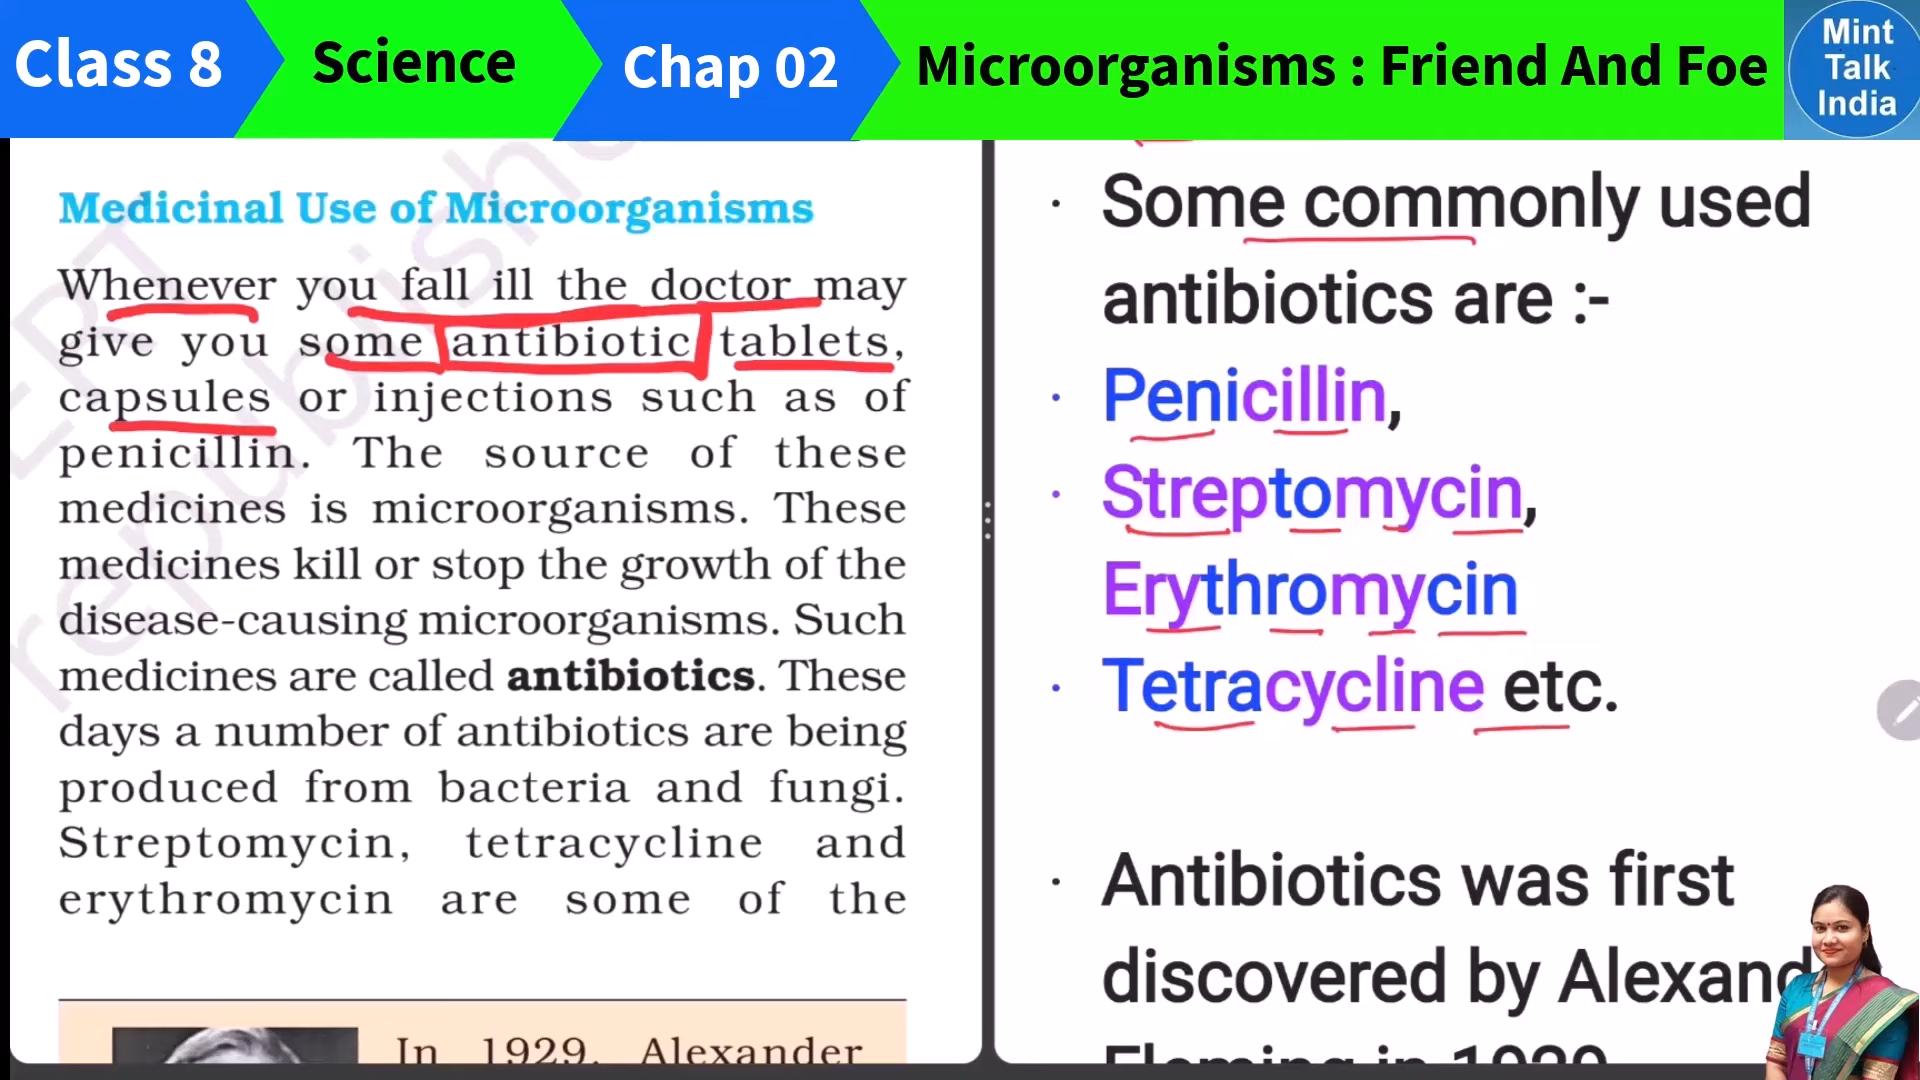 Class 8
Science
Chap 02
Microorganisms : Friend And Foe
Mint
Talk
India
Medicinal Use of Microorganisms
Whenever you fall ill the doctor may
give you some antibiotic tablets,
capsules or injections such as of
penicillin. The source of these
medicines is microorganisms. These
medicines kill or stop the growth of the
disease-causing microorganisms. Such
medicines are called antibiotics. These
days a number of antibiotics are being
produced from bacteria and fungi.
Streptomycin, tetracycline and
erythromycin are some of the
In 1929, Alexander
· Some commonly used
antibiotics are :-
· Penicillin,
· Streptomycin,
Erythromycin
· Tetracycline etc.
· Antibiotics was first
discovered by Alexand
Fleming in 1929